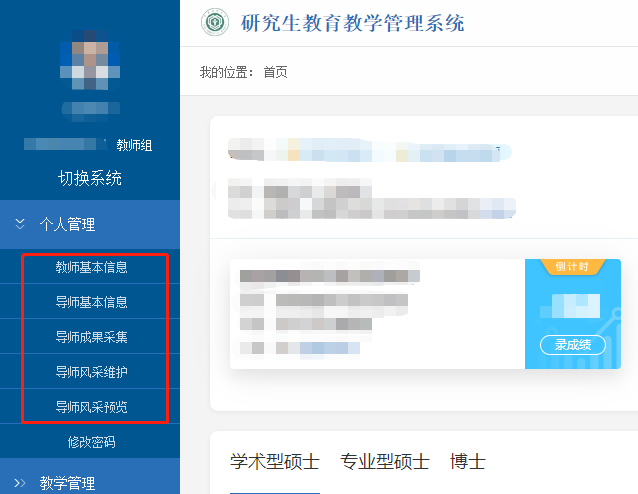 研究生教育教学管理系统
我的位置： 首页
教师组
切换系统
个人管理
教师基本信息
导师基本信息
导师成果采集
导师风采维护
导师风采预览
修改密码
教学管理
倒计时
录成绩
学术型硕士 专业型硕士 博士